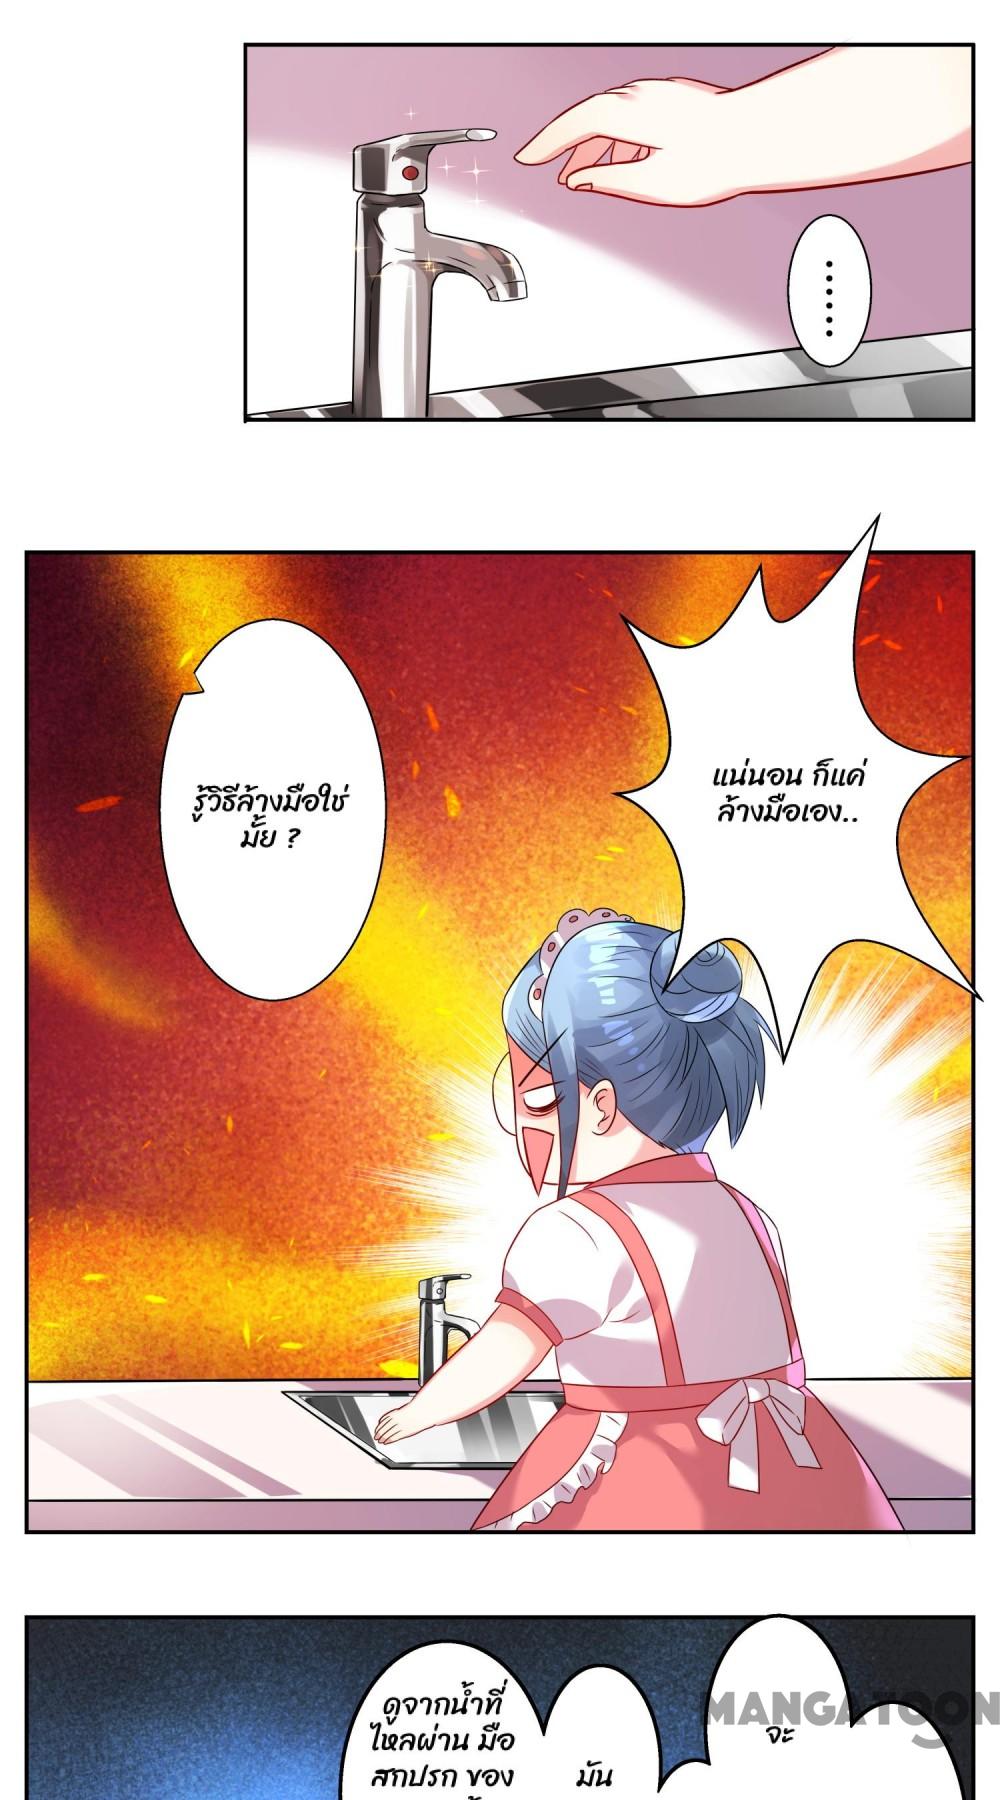 .....
รู้วิธีล้างมือใช่
มั้ย ?
แน่นอน ก็แค่
ล้างมือเอง..
ดูจากน้ำที่
ไหลผ่าน มือ
สกปรก ของ
มัน
จะ
MANGATOON